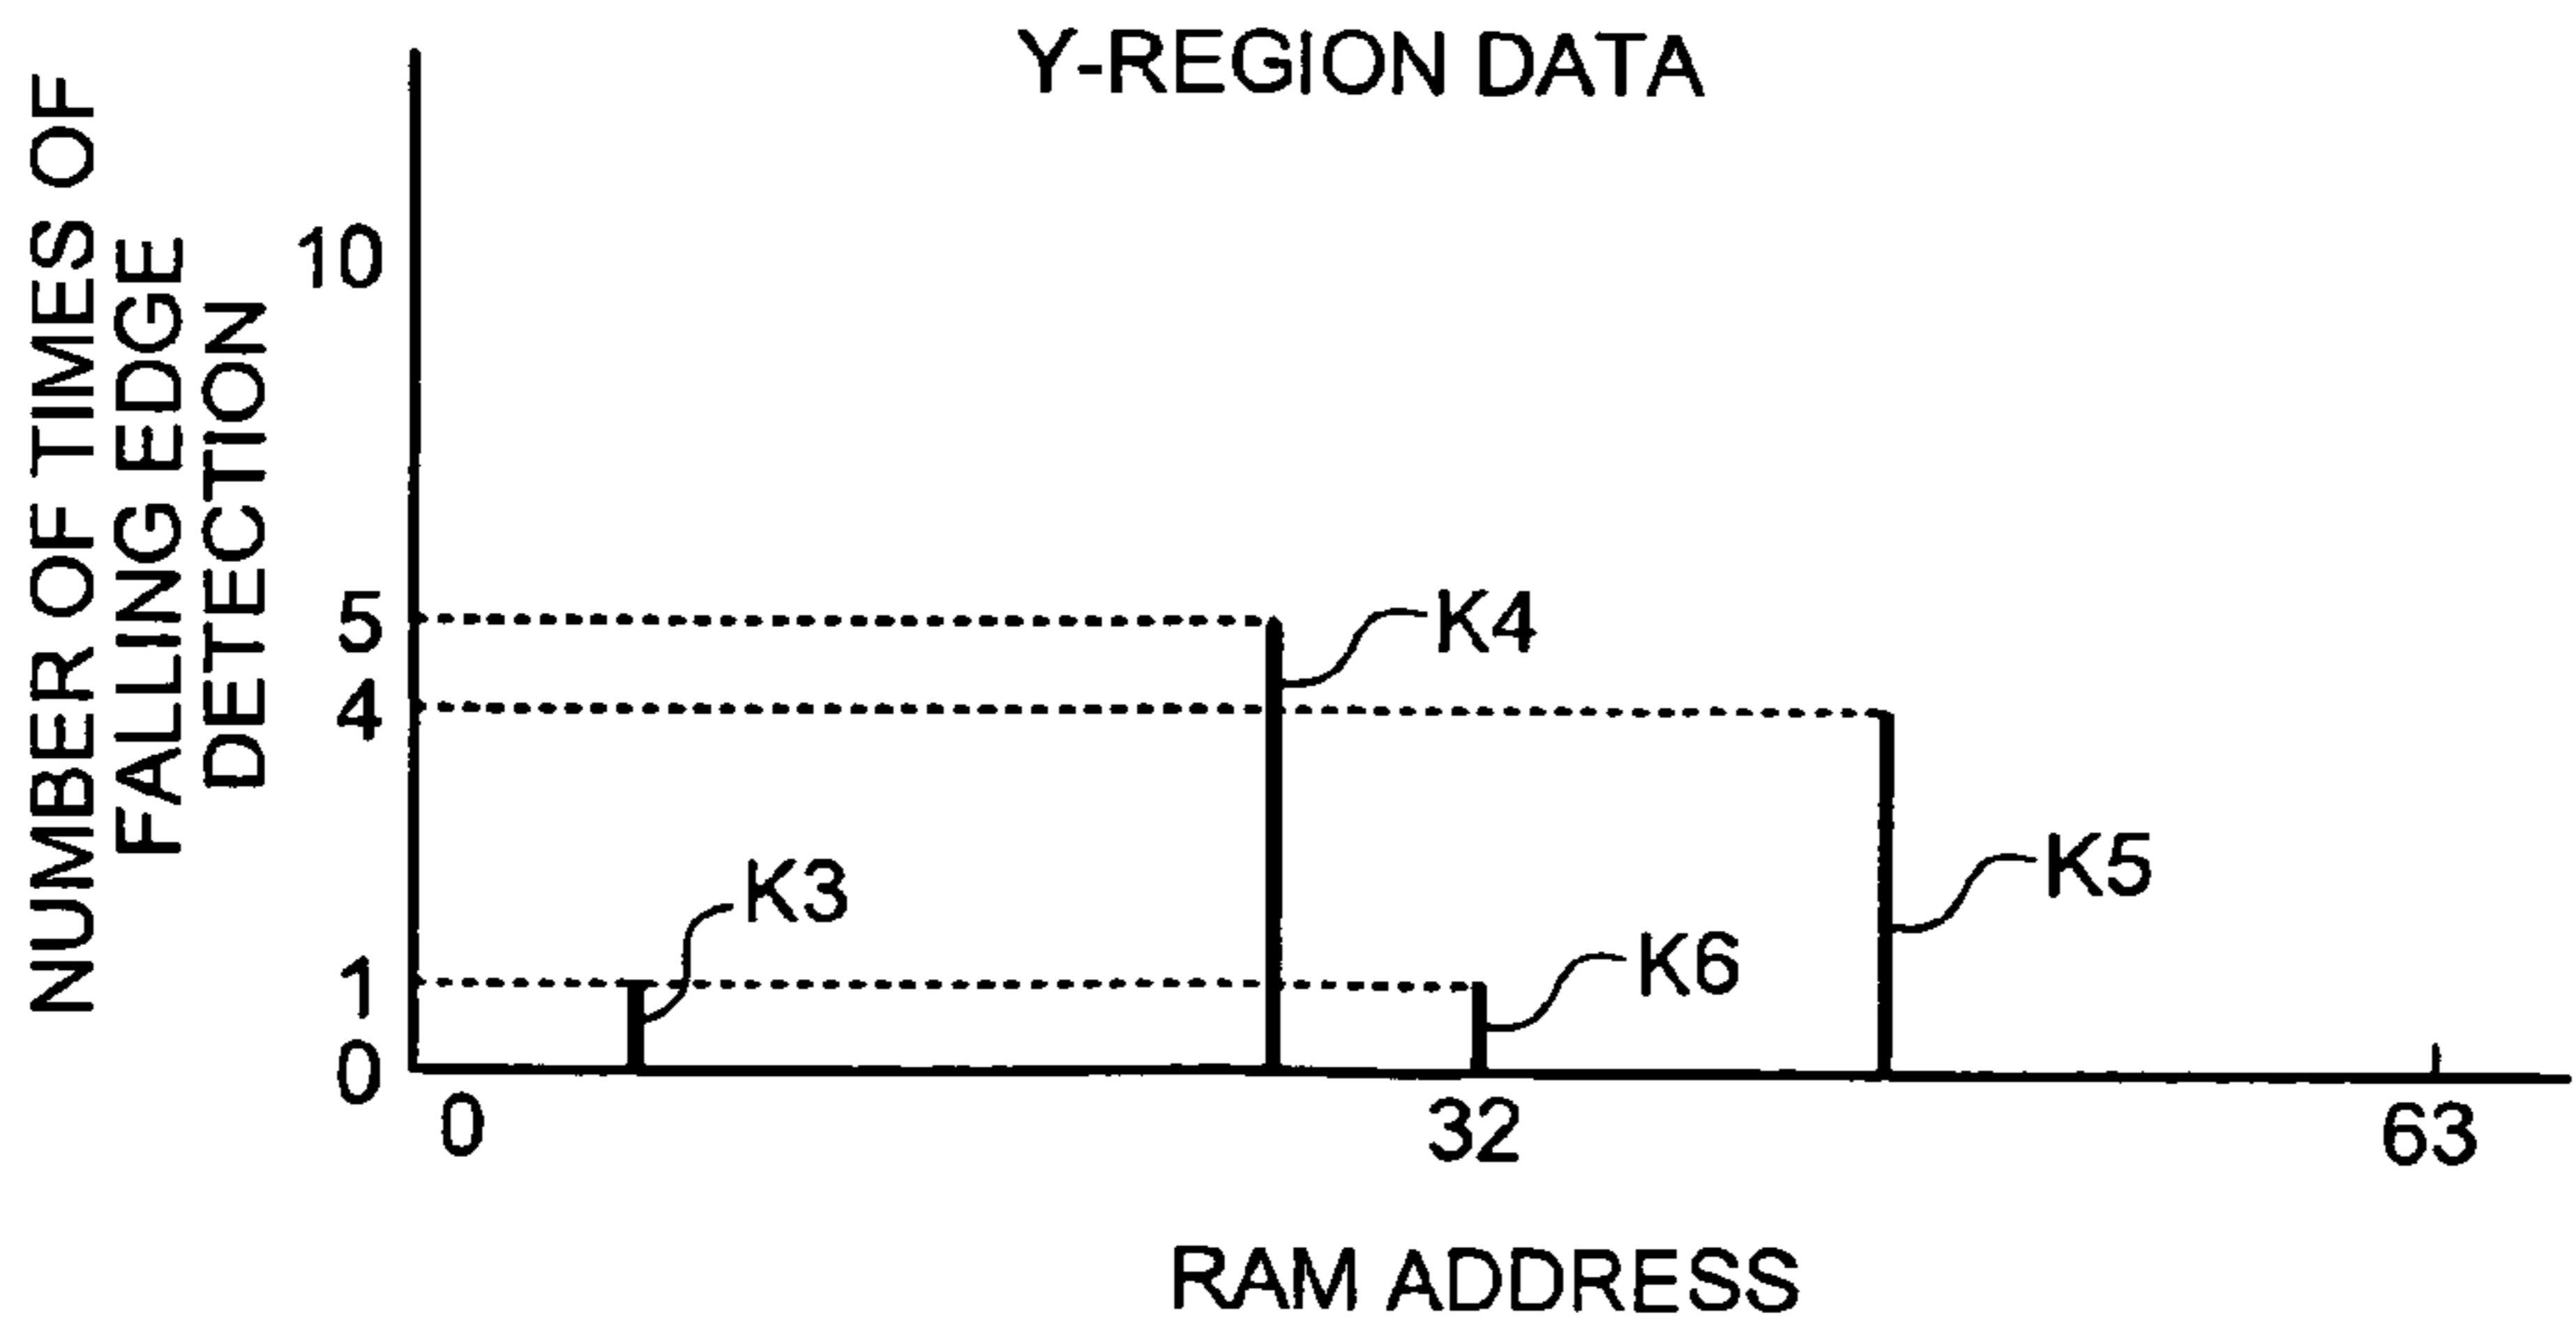 Y-REGION DATA
NUMBER OF TIMES OF
FALLING EDGE
DETECTION
10
5
4
1
0
K4
K5
K3
K6
0
32
63
RAM ADDRESS